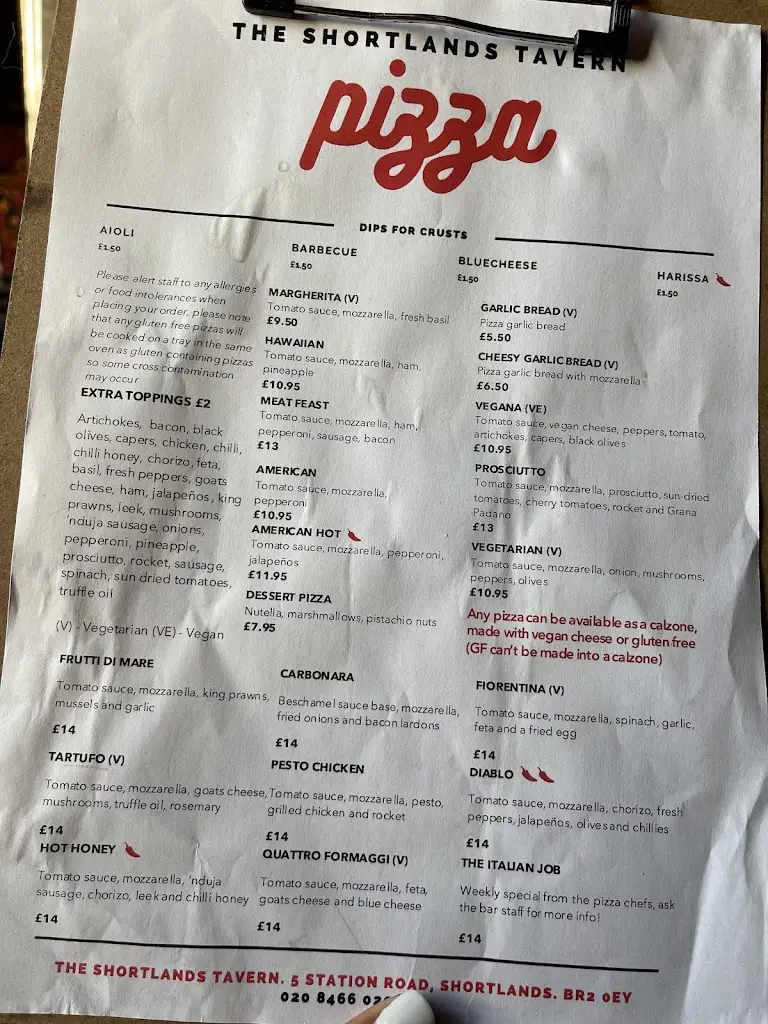 THE SHORTLANDS TAVERN
pizza
DIPS FOR CRUSTS
AIOLI
£1.50
BARBECUE
£1.50
BLUECHEESE
£1.50
HARISSA
£1.50
Please alert staff to any allergies
or food intolerances when
placing your order, please note
that any gluten free pizzas will
be cooked on a tray in the same
oven as gluten containing pizzas
so some cross contamination
may occur
EXTRA TOPPINGS £2
Artichokes, bacon, black
olives, capers, chicken, chilli,
chilli honey, chorizo, feta,
basil, fresh peppers, goats
cheese, ham, jalapeños, king
prawns, leek, mushrooms,
'nduja sausage, onions,
pepperoni, pineapple,
prosciutto, rocket, sausage,
spinach, sun dried tomatoes,
truffle oil
(V) - Vegetarian (VE) - Vegan
MARGHERITA (V)
Tomato sauce, mozzarella, fresh basil
£9.50
HAWAIIAN
Tomato sauce, mozzarella, ham,
pineapple
£10.95
MEAT FEAST
Tomato sauce, mozzarella, ham,
pepperoni, sausage, bacon
£13
AMERICAN
Tomato sauce, mozzarella,
pepperoni
£10.95
AMERICAN HOT
Tomato sauce, mozzarella, pepperoni,
jalapeños
£11.95
DESSERT PIZZA
Nutella, marshmallows, pistachio nuts
£7.95
GARLIC BREAD (V)
Pizza garlic bread
£5.50
CHEESY GARLIC BREAD (V)
Pizza garlic bread with mozzarella
£6.50
VEGANA (VE)
Tomato sauce, vegan cheese, peppers, tomato,
artichokes, capers, black olives
£10.95
PROSCIUTTO
Tomato sauce, mozzarella, prosciutto, sun-dried
tomatoes, cherry tomatoes, rocket and Grana
Padano
£13
VEGETARIAN (V)
Tomato sauce, mozzarella, onion, mushrooms,
peppers, olives
£10.95
Any pizza can be available as a calzone,
made with vegan cheese or gluten free
(GF can't be made into a calzone)
FRUTTI DI MARE
Tomato sauce, mozzarella, king prawns,
mussels and garlic
£14
CARBONARA
Beschamel sauce base, mozzarella,
fried onions and bacon lardons
£14
FIORENTINA (V)
Tomato sauce, mozzarella, spinach, garlic,
feta and a fried egg
£14
TARTUFO (V)
Tomato sauce, mozzarella, goats cheese,
mushrooms, truffle oil, rosemary
£14
PESTO CHICKEN
Tomato sauce, mozzarella, pesto,
grilled chicken and rocket
£14
DIABLO
Tomato sauce, mozzarella, chorizo, fresh
peppers, jalapeños, olives and chillies
£14
HOT HONEY
Tomato sauce, mozzarella, 'nduja
sausage, chorizo, leek and chilli honey
£14
QUATTRO FORMAGGI (V)
Tomato sauce, mozzarella, feta,
goats cheese and blue cheese
£14
THE ITALIAN JOB
Weekly special from the pizza chefs, ask
the bar staff for more info!
£14
THE SHORTLANDS TAVERN. 5 STATION ROAD, SHORTLANDS. BR2 0EY
020 8466